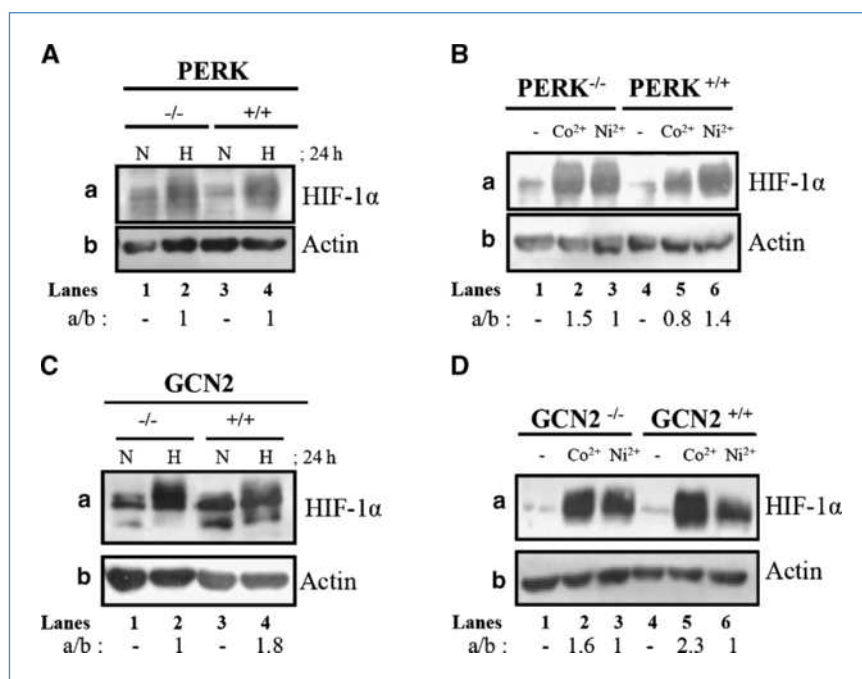 A
PERK
-/- +/+
N H N H ; 24 h
a HIF-1α
b Actin
Lanes 1 2 3 4
a/b : - 1 1
B
PERK-/- PERK +/+
- Co2+ Ni2+ - Co2+ Ni2+
a HIF-1α
b Actin
Lanes 1 2 3 4 5 6
a/b : - 1.5 1 - 0.8 1.4
C
GCN2
-/- +/+
N H N H ; 24 h
a HIF-1α
b Actin
Lanes 1 2 3 4
a/b : - 1 - 1.8
D
GCN2 -/- GCN2 +/+
- Co2+ Ni2+ - Co2+ Ni2+
a HIF-1α
b Actin
Lanes 1 2 3 4 5 6
a/b : - 1.6 1 - 2.3 1